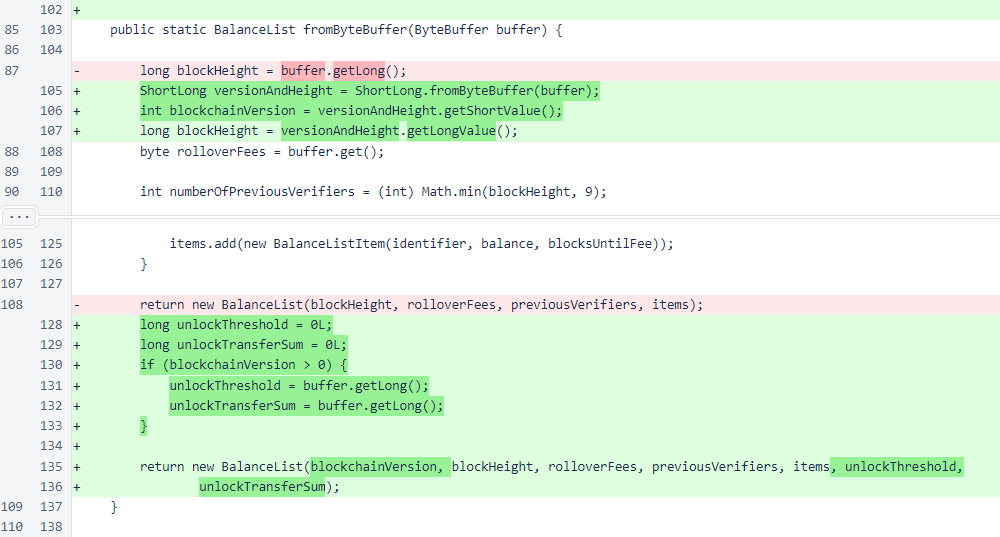 102 +
85 103 public static BalanceList fromByteBuffer(ByteBuffer buffer) {
86 104
87 - long blockHeight = buffer.getLong();
105 + ShortLong versionAndHeight = ShortLong.fromByteBuffer(buffer);
106 + int blockchainVersion = versionAndHeight.getShortValue();
107 + long blockHeight = versionAndHeight.getLongValue();
88 108 byte rolloverFees = buffer.get();
89 109
90 110 int numberOfPreviousVerifiers = (int) Math.min(blockHeight, 9);
...
105 125 items.add(new BalanceListItem(identifier, balance, blocksUntilFee));
106 126 }
107 127
108 - return new BalanceList(blockHeight, rolloverFees, previousVerifiers, items);
128 + long unlockThreshold = 0L;
129 + long unlockTransferSum = 0L;
130 + if (blockchainVersion > 0) {
131 + unlockThreshold = buffer.getLong();
132 + unlockTransferSum = buffer.getLong();
133 + }
134 +
135 + return new BalanceList(blockchainVersion, blockHeight, rolloverFees, previousVerifiers, items, unlockThreshold,
136 + unlockTransferSum);
109 137 }
110 138